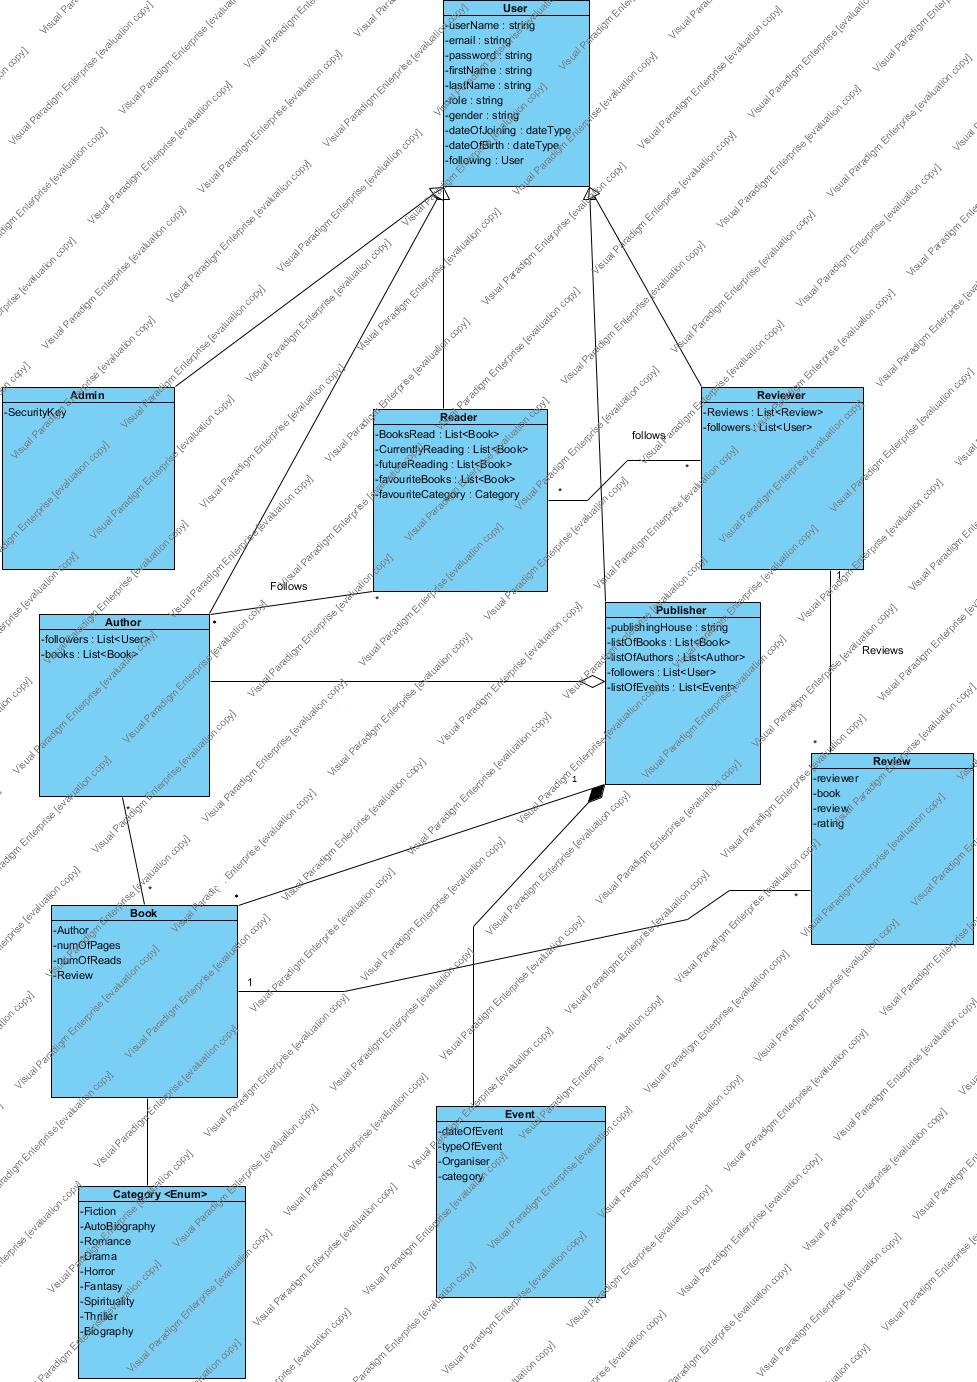 User
-userName : string
-email : string
-password : string
-firstName : string
-lastName : string
-role : string
-gender : string
-dateOfJoining : dateType
-dateOfBirth : dateType
-following : User
Admin
-SecurityKey
Reader
-BooksRead : List<Book>
-CurrentlyReading : List<Book>
-futureReading : List<Book>
-favouriteBooks : List<Book>
-favouriteCategory : Category
follows
*
*
Reviewer
-Reviews : List<Review>
-followers : List<User>
1
Follows
*
*
Author
-followers : List<User>
-books : List<Book>
Publisher
-publishingHouse : string
-listOfBooks : List<Book>
-listOfAuthors : List<Author>
-followers : List<User>
-listOfEvents : List<Event>
Reviews
*
1
Review
-reviewer
-book
-review
-rating
*
*
*
*
Book
-Author
-numOfPages
-numOfReads
-Review
1
Event
-dateOfEvent
-typeOfEvent
-Organiser
-category
Category <Enum>
-Fiction
-AutoBiography
-Romance
-Drama
-Horror
-Fantasy
-Spirituality
-Thriller
-Biography
Visual Paradigm Enterprise [evaluation copy]